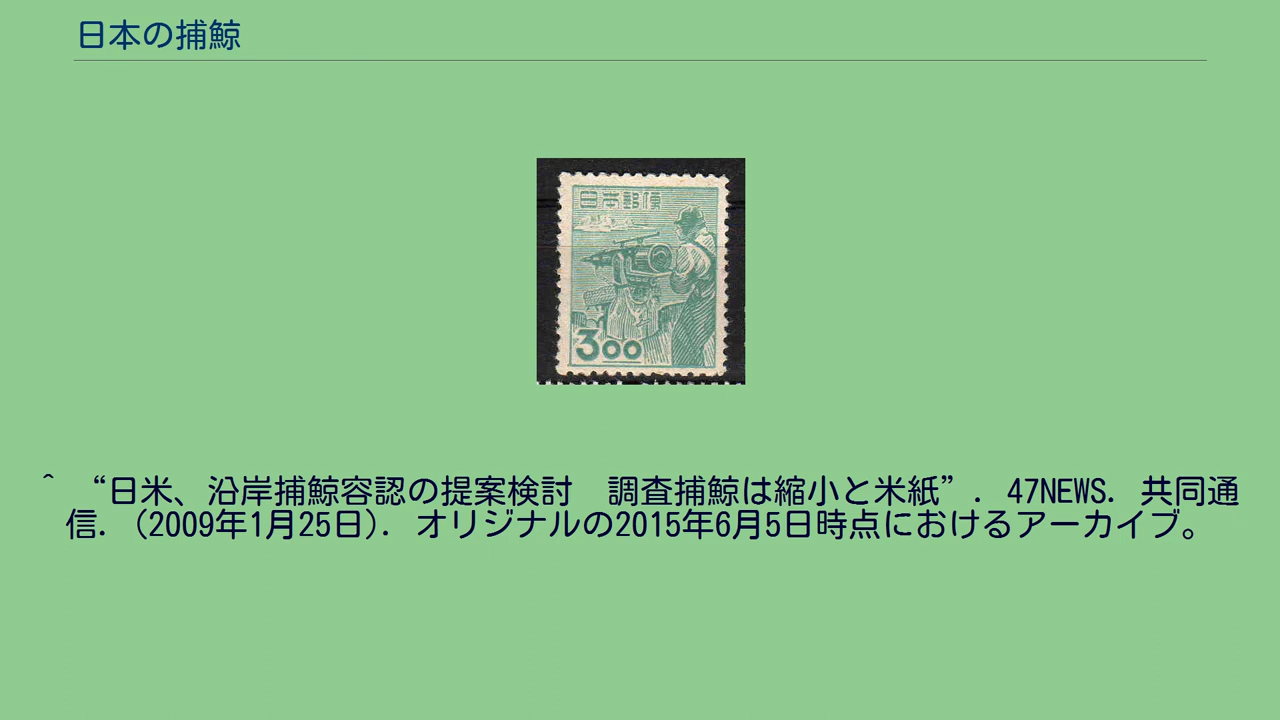 日本の捕鯨
日本郵便
3.00
^ “日米、沿岸捕鯨容認の提案検討　調査捕鯨は縮小と米紙”. 47NEWS. 共同通
信. (2009年1月25日). オリジナルの2015年6月5日時点におけるアーカイブ。